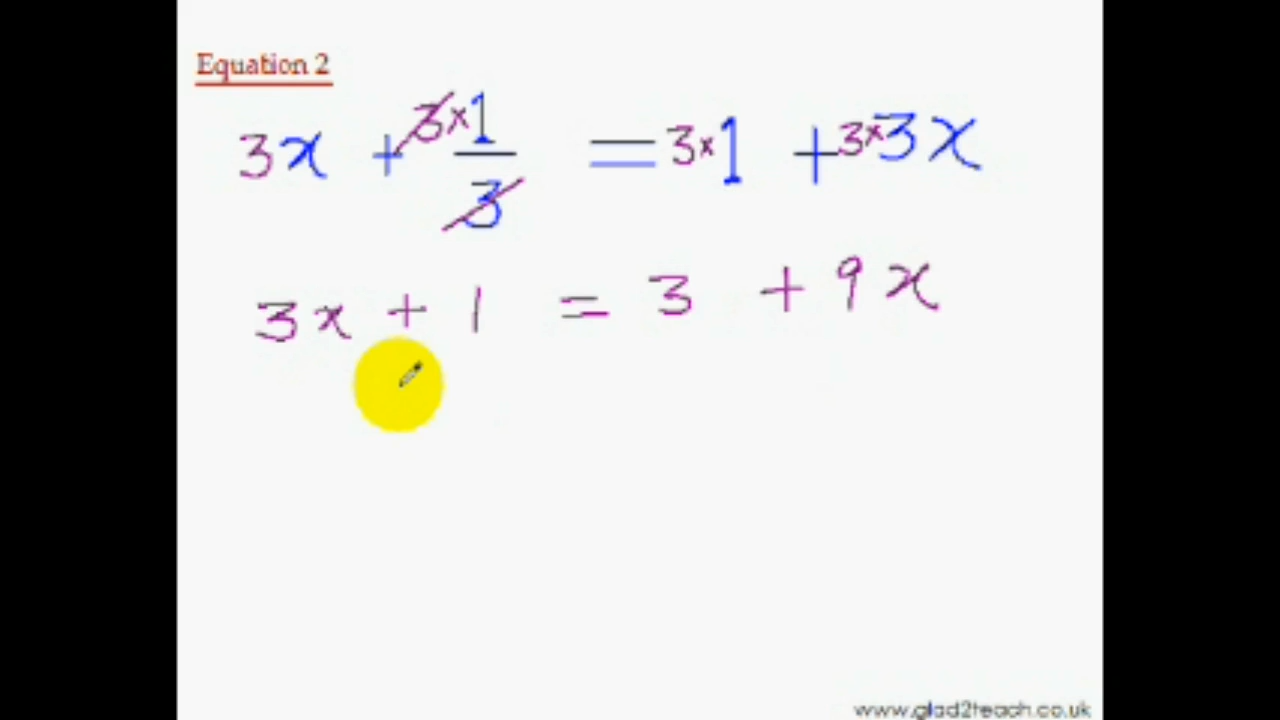 Equation 2
3x + 3×1/3 = 3×1 + 3×3x
3x + 1 = 3 + 9x
www.glad2teach.co.uk